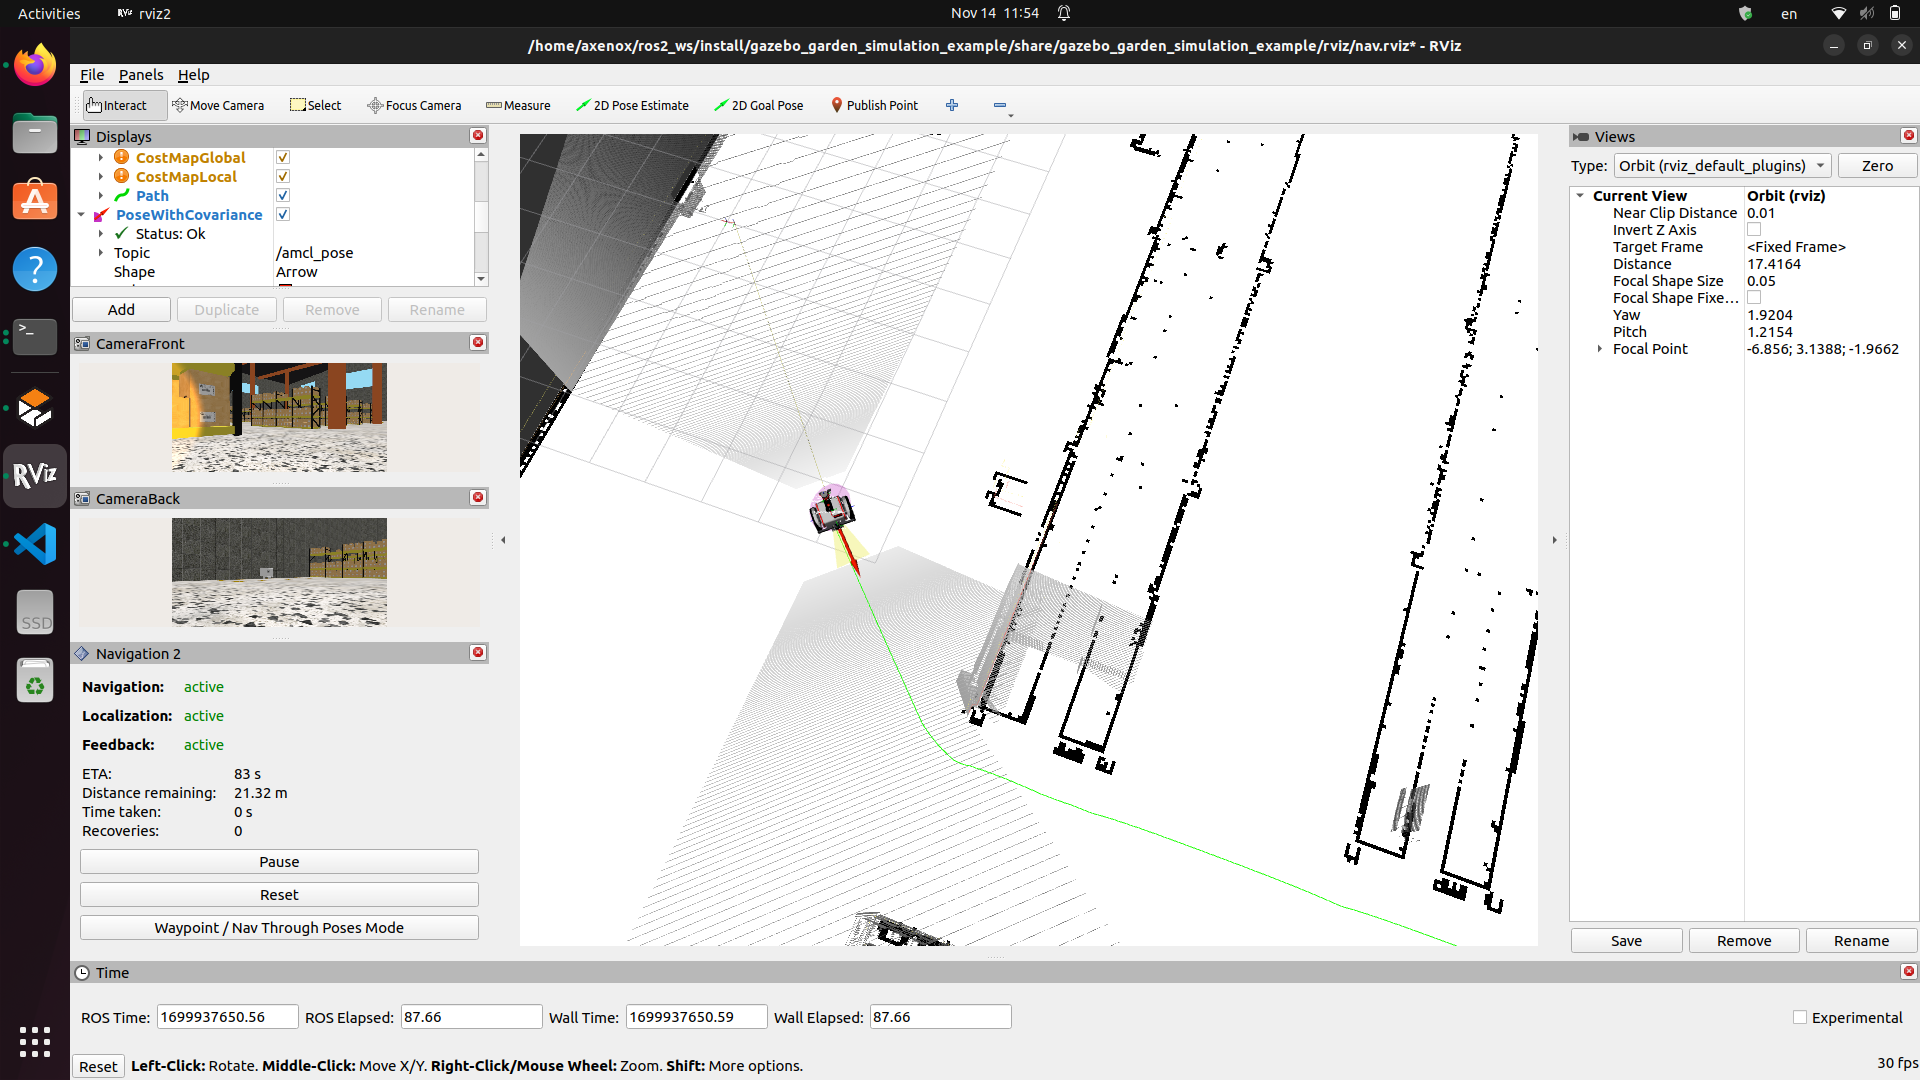 Activities
RViz rviz2
Nov 14 11:54
en
/home/axenox/ros2_ws/install/gazebo_garden_simulation_example/share/gazebo_garden_simulation_example/rviz/nav.rviz* - RViz
File Panels Help
Interact Move Camera Select Focus Camera Measure 2D Pose Estimate 2D Goal Pose Publish Point
Displays
CostMapGlobal
CostMapLocal
Path
PoseWithCovariance
Status: Ok
Topic /amcl_pose
Shape Arrow
Add Duplicate Remove Rename
CameraFront
CameraBack
Navigation 2
Navigation: active
Localization: active
Feedback: active
ETA: 83 s
Distance remaining: 21.32 m
Time taken: 0 s
Recoveries: 0
Pause
Reset
Waypoint / Nav Through Poses Mode
Views
Type: Orbit (rviz_default_plugins) Zero
Current View Orbit (rviz)
Near Clip Distance 0.01
Invert Z Axis
Target Frame <Fixed Frame>
Distance 17.4164
Focal Shape Size 0.05
Focal Shape Fixe...
Yaw 1.9204
Pitch 1.2154
Focal Point -6.856; 3.1388; -1.9662
Save Remove Rename
Time
ROS Time: 1699937650.56 ROS Elapsed: 87.66 Wall Time: 1699937650.59 Wall Elapsed: 87.66
Experimental
Reset Left-Click: Rotate. Middle-Click: Move X/Y. Right-Click/Mouse Wheel: Zoom. Shift: More options.
30 fps
RViz
SSD